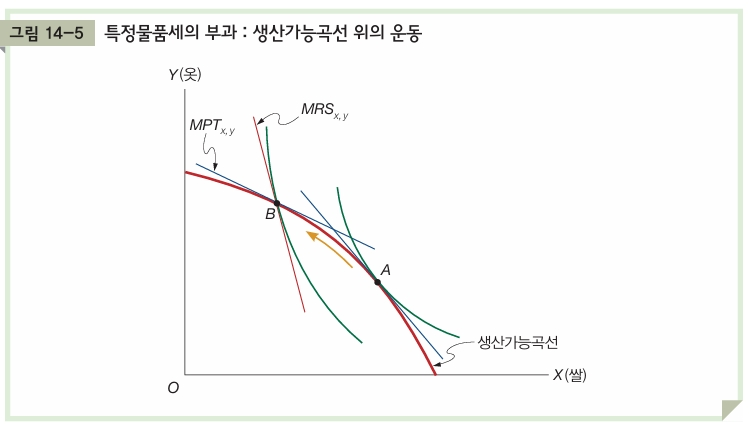 그림 14-5 특정물품세의 부과 : 생산가능곡선 위의 운동
Y(옷)
MRSx, y
MPTx, y
B
A
생산가능곡선
X(쌀)
O